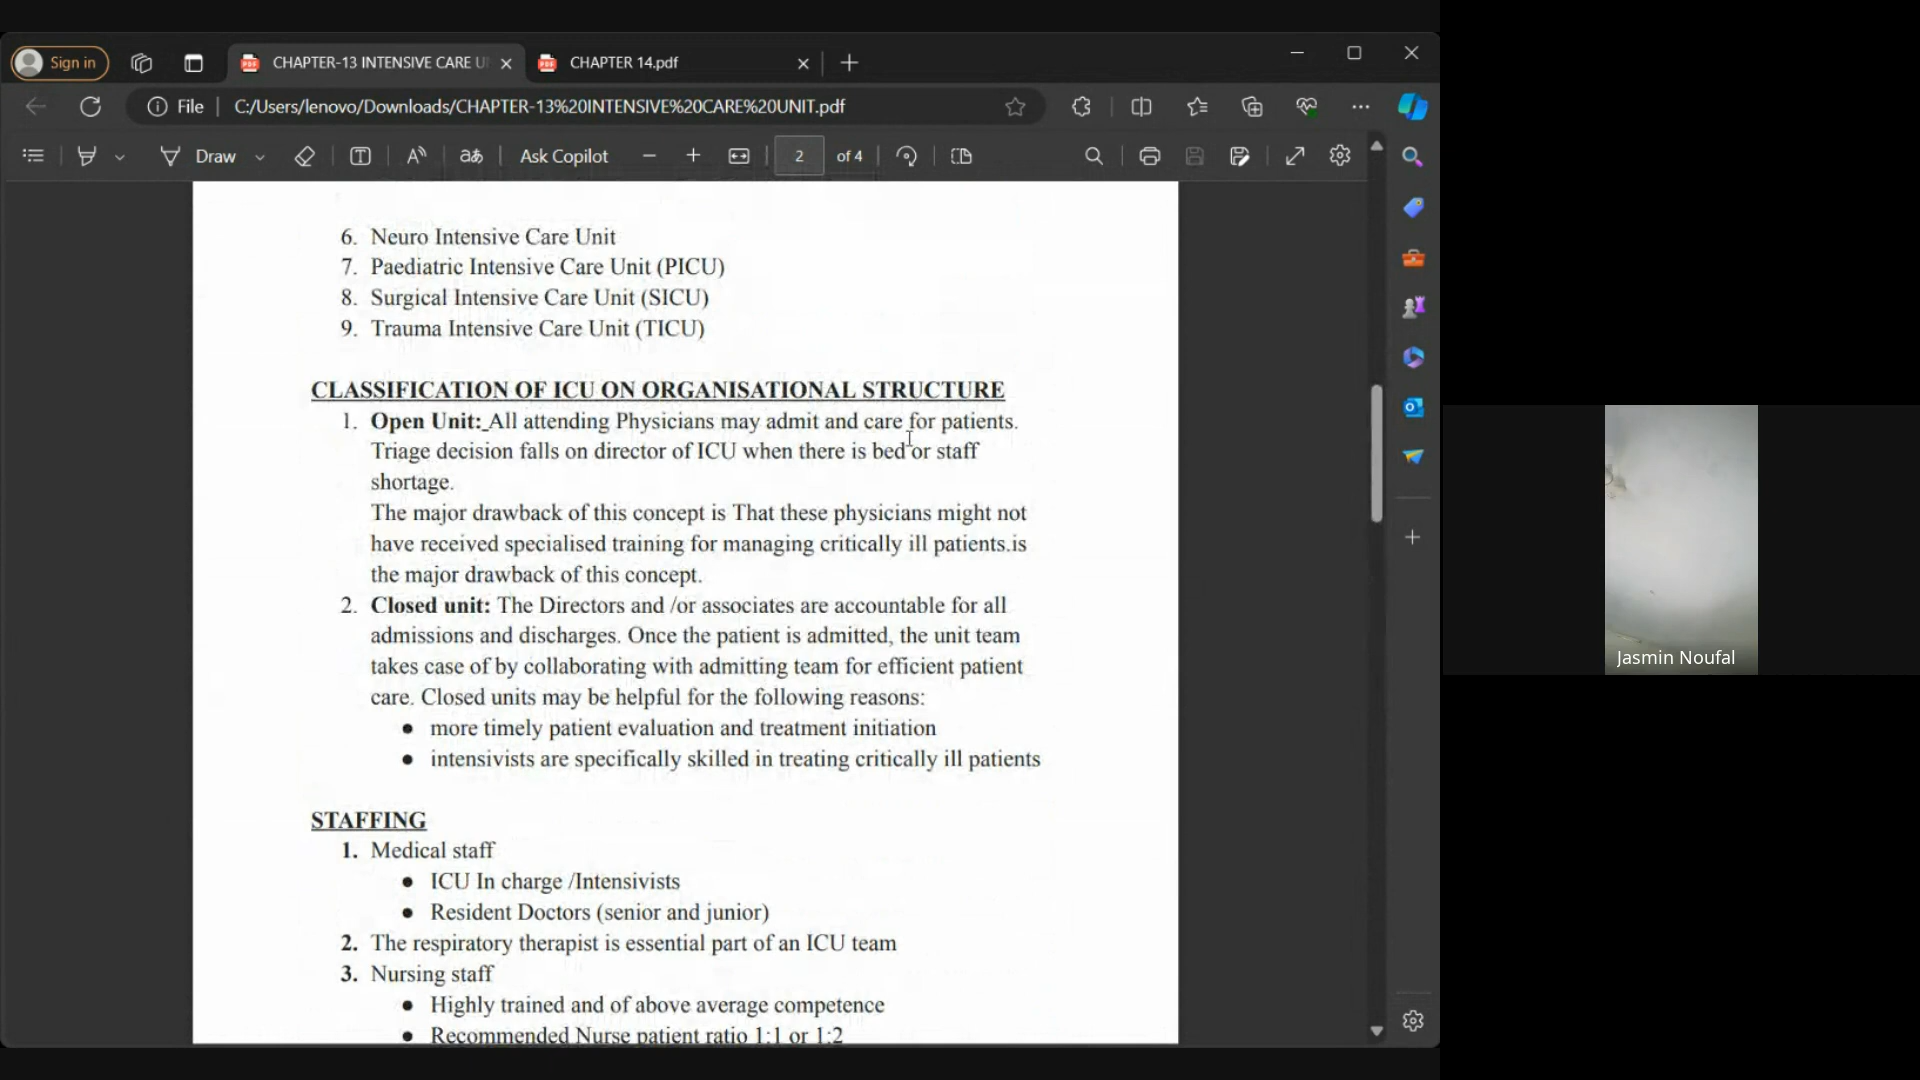 Sign in
CHAPTER-13 INTENSIVE CARE U
CHAPTER 14.pdf
File
C:/Users/lenovo/Downloads/CHAPTER-13%20INTENSIVE%20CARE%20UNIT.pdf
Draw
Ask Copilot
2
of 4
6. Neuro Intensive Care Unit
7. Paediatric Intensive Care Unit (PICU)
8. Surgical Intensive Care Unit (SICU)
9. Trauma Intensive Care Unit (TICU)
CLASSIFICATION OF ICU ON ORGANISATIONAL STRUCTURE
1. Open Unit: All attending Physicians may admit and care for patients.
Triage decision falls on director of ICU when there is bed or staff
shortage.
The major drawback of this concept is That these physicians might not
have received specialised training for managing critically ill patients.is
the major drawback of this concept.
2. Closed unit: The Directors and /or associates are accountable for all
admissions and discharges. Once the patient is admitted, the unit team
takes case of by collaborating with admitting team for efficient patient
care. Closed units may be helpful for the following reasons:
● more timely patient evaluation and treatment initiation
● intensivists are specifically skilled in treating critically ill patients
STAFFING
1. Medical staff
● ICU In charge /Intensivists
● Resident Doctors (senior and junior)
2. The respiratory therapist is essential part of an ICU team
3. Nursing staff
● Highly trained and of above average competence
● Recommended Nurse patient ratio 1:1 or 1:2
Jasmin Noufal